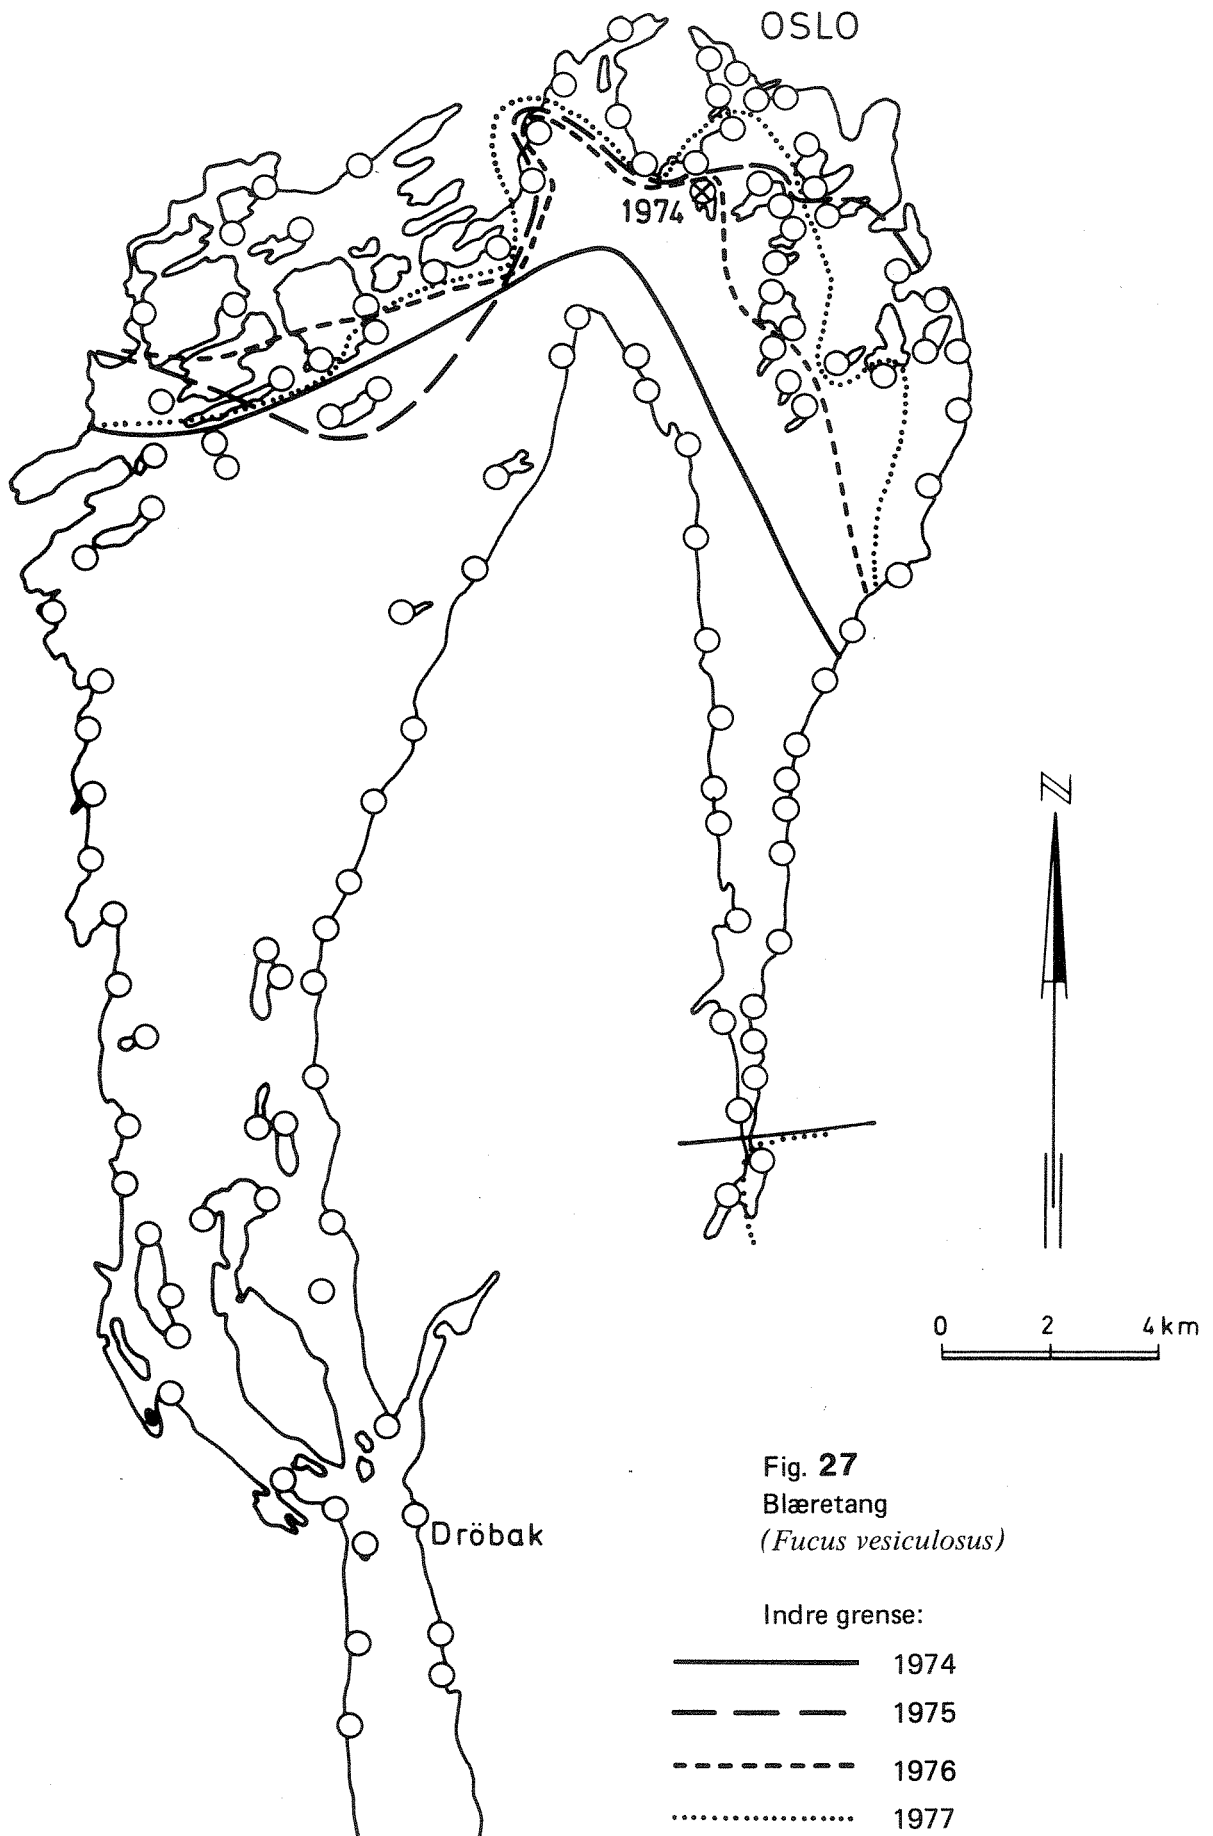 OSLO
1974
N
0 2 4 km
Dröbak
Fig. 27
Blæretang
(Fucus vesiculosus)
Indre grense:
1974
1975
1976
1977